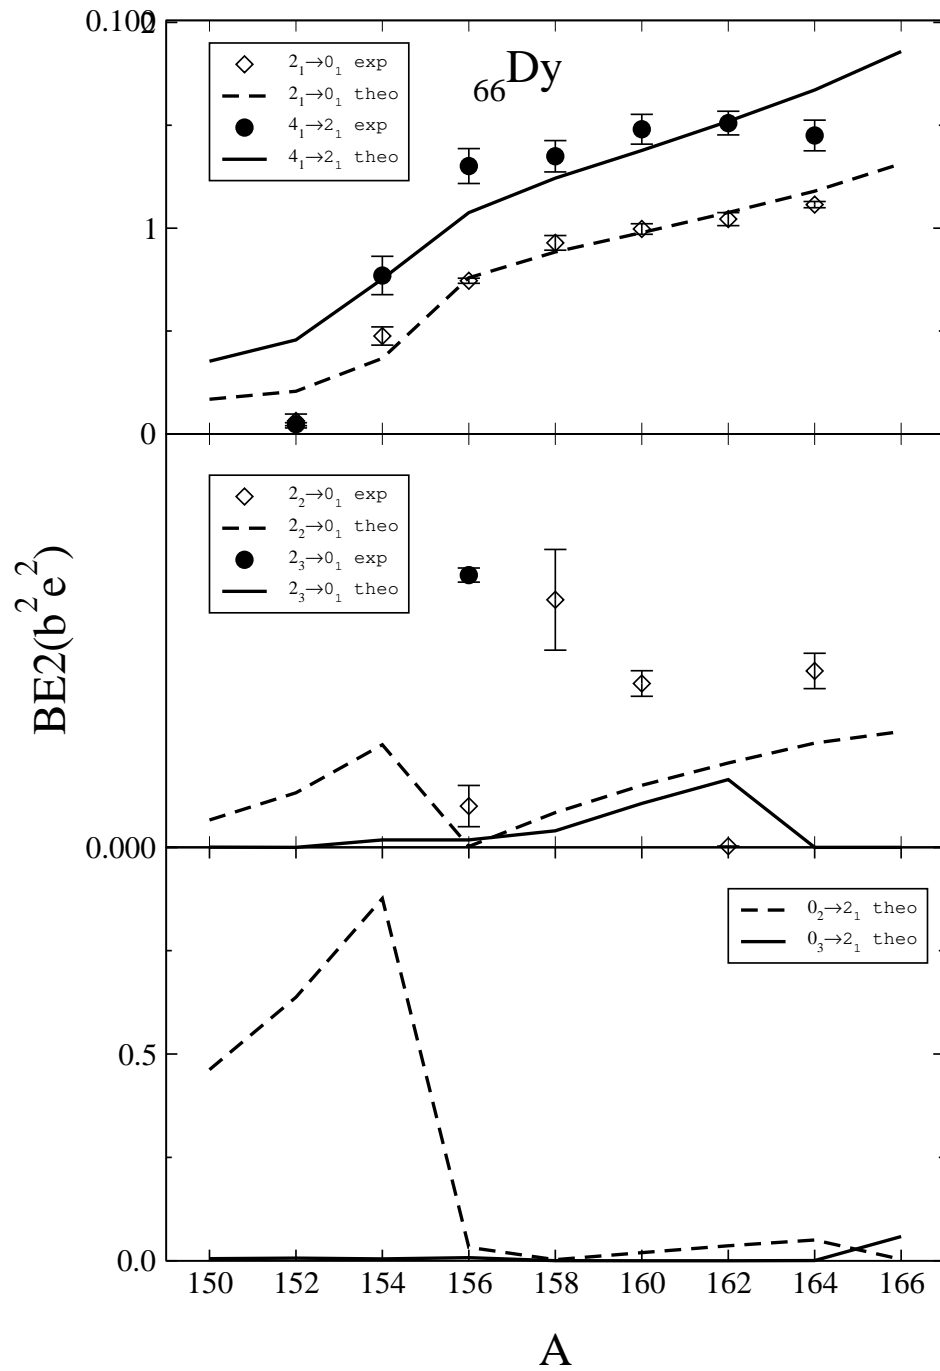 0.100
2
2₁→0₁ exp
2₁→0₁ theo
4₁→2₁ exp
4₁→2₁ theo
₆₆Dy
1
0
2₂→0₁ exp
2₂→0₁ theo
2₃→0₁ exp
2₃→0₁ theo
BE2(b²e²)
0.000
0₂→2₁ theo
0₃→2₁ theo
0.5
0.0
150 152 154 156 158 160 162 164 166
A